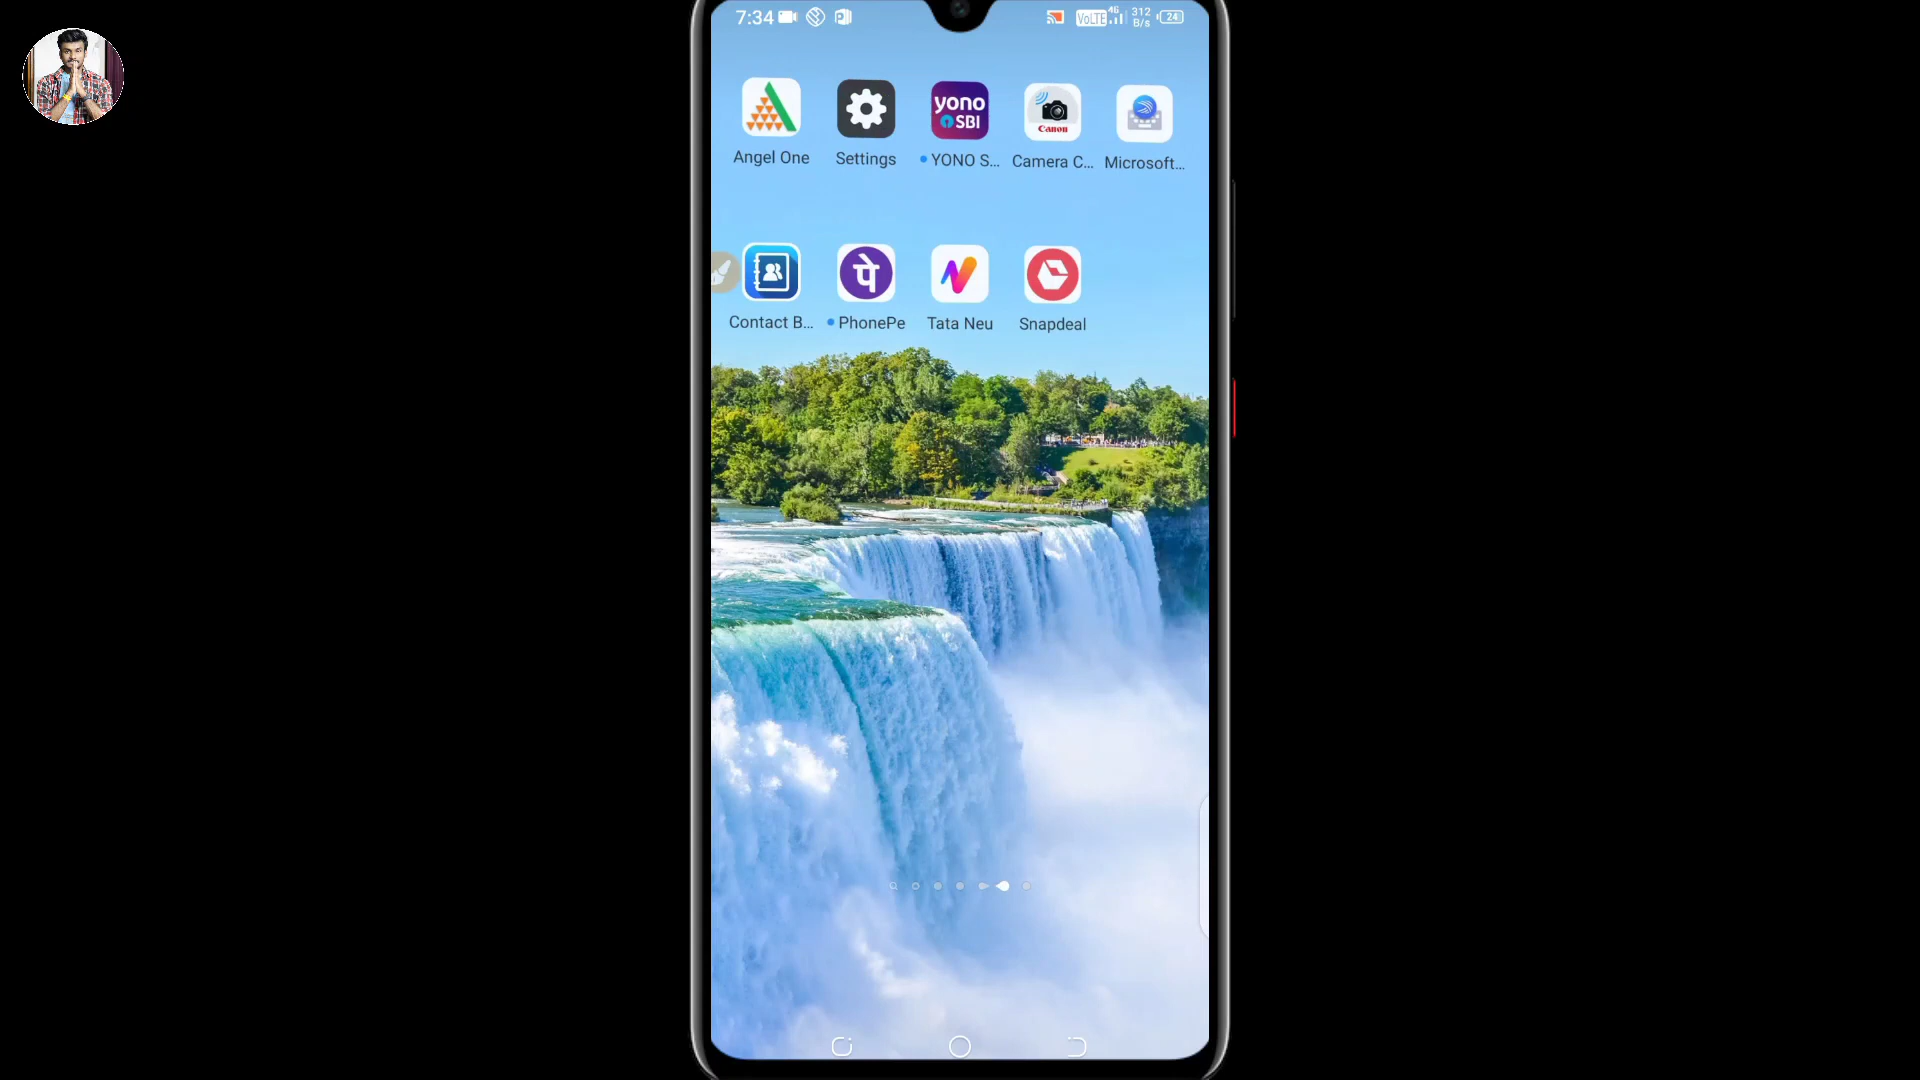 7:34 VoLTE 4G 312 B/s 24
yono SBI
Canon
Angel One Settings YONO S... Camera C... Microsoft...
पे
Contact B... PhonePe Tata Neu Snapdeal